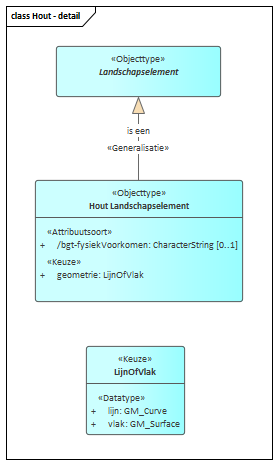 class Hout - detail
«Objecttype»
Landschapselement
is een
«Generalisatie»
«Objecttype»
Hout Landschapselement
«Attribuutsoort»
+ /bgt-fysiekVoorkomen: CharacterString [0..1]
«Keuze»
+ geometrie: LijnOfVlak
«Keuze»
LijnOfVlak
«Datatype»
+ lijn: GM_Curve
+ vlak: GM_Surface